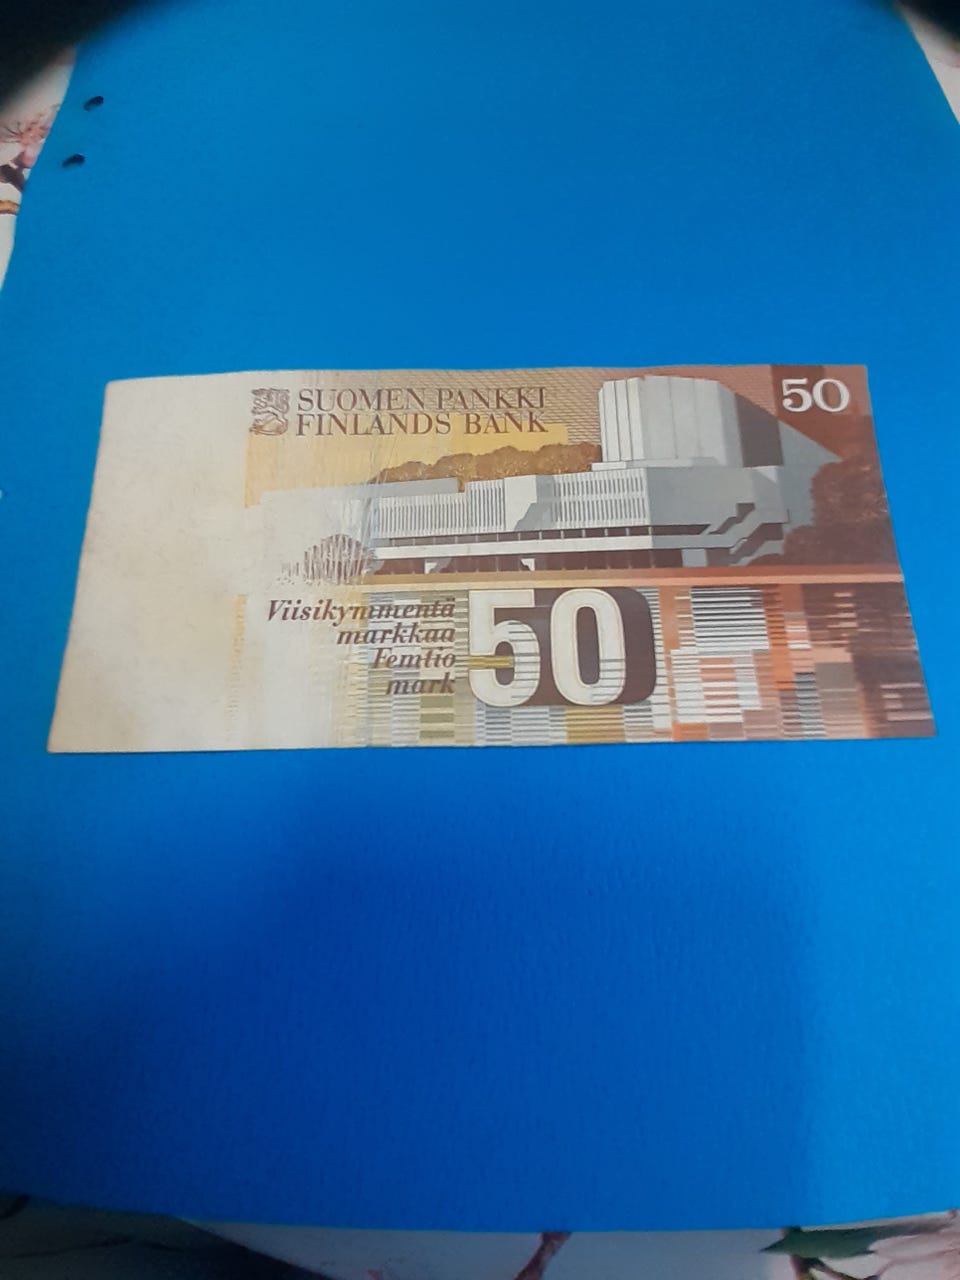 SUOMEN PANKKI
FINLANDS BANK
50
Viisikymmentä
markkaa
Femtio
mark
50